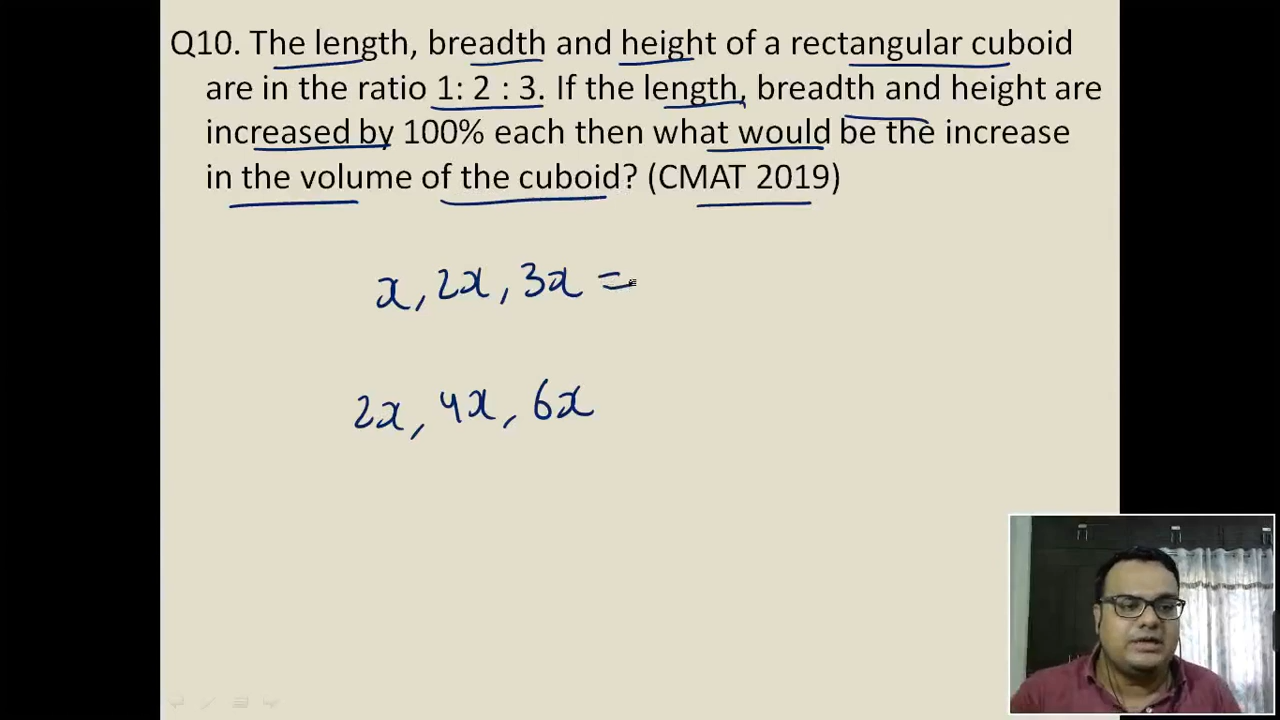 Q10. The length, breadth and height of a rectangular cuboid
are in the ratio 1: 2 : 3. If the length, breadth and height are
increased by 100% each then what would be the increase
in the volume of the cuboid? (CMAT 2019)
x, 2x, 3x =
2x, 4x, 6x